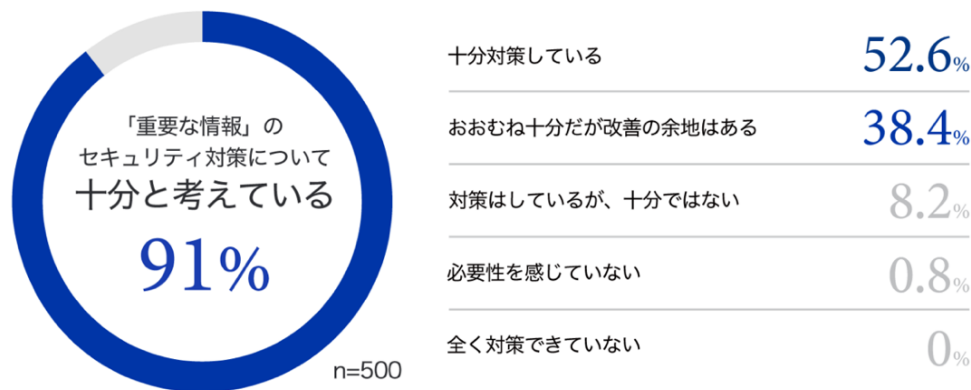 「重要な情報」の
セキュリティ対策について
十分と考えている
91%
n=500
十分対策している 52.6%
おおむね十分だが改善の余地はある 38.4%
対策はしているが、十分ではない 8.2%
必要性を感じていない 0.8%
全く対策できていない 0%